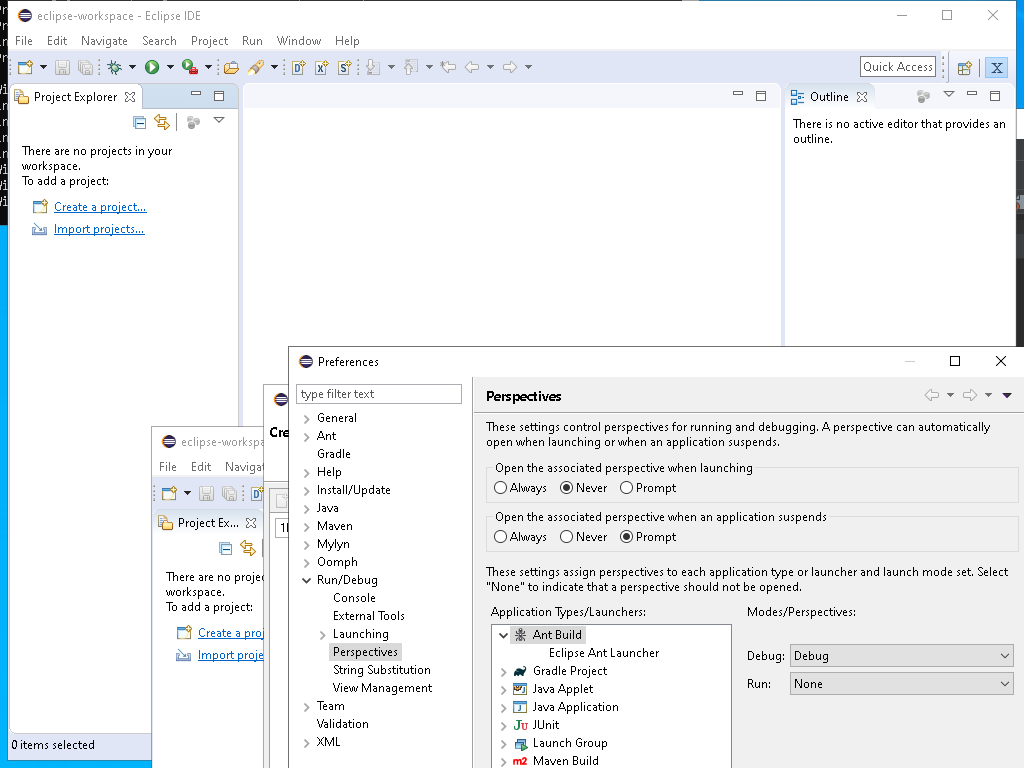 eclipse-workspace - Eclipse IDE
File Edit Navigate Search Project Run Window Help
Quick Access
Project Explorer
There are no projects in your
workspace.
To add a project:
Create a project...
Import projects...
0 items selected
Outline
There is no active editor that provides an
outline.
eclipse-workspa
File Edit Navigat
Project Ex...
There are no projec
workspace.
To add a project:
Create a proj
Import proje
Cre
Preferences
type filter text
General
Ant
Gradle
Help
Install/Update
Java
Maven
Mylyn
Oomph
Run/Debug
Console
External Tools
Launching
Perspectives
String Substitution
View Management
Team
Validation
XML
Perspectives
These settings control perspectives for running and debugging. A perspective can automatically
open when launching or when an application suspends.
Open the associated perspective when launching
Always Never Prompt
Open the associated perspective when an application suspends
Always Never Prompt
These settings assign perspectives to each application type or launcher and launch mode set. Select
"None" to indicate that a perspective should not be opened.
Application Types/Launchers:
Ant Build
Eclipse Ant Launcher
Gradle Project
Java Applet
Java Application
JUnit
Launch Group
Maven Build
Modes/Perspectives:
Debug: Debug
Run: None